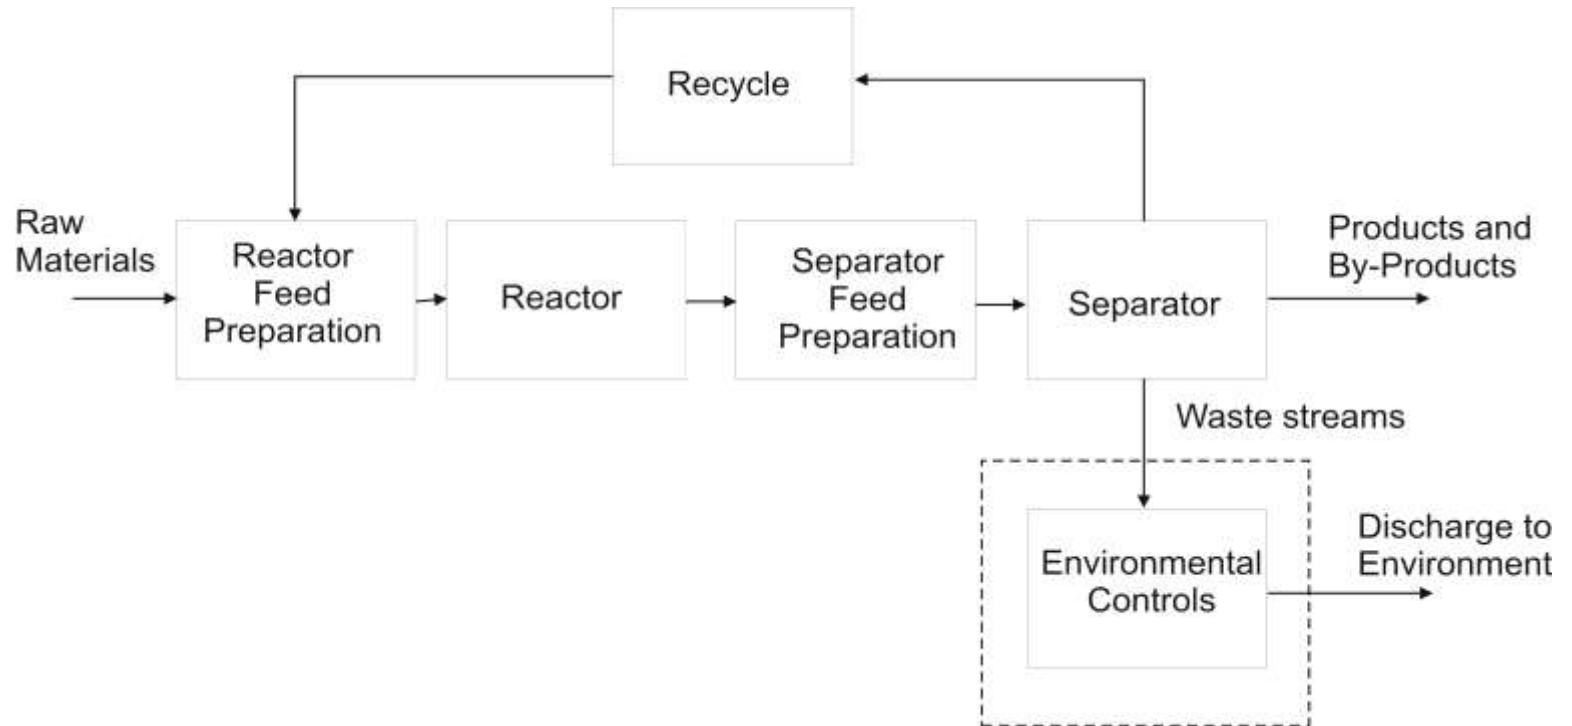 Recycle
Raw
Materials
Reactor
Feed
Preparation
Reactor
Separator
Feed
Preparation
Separator
Products and
By-Products
Waste streams
Environmental
Controls
Discharge to
Environment